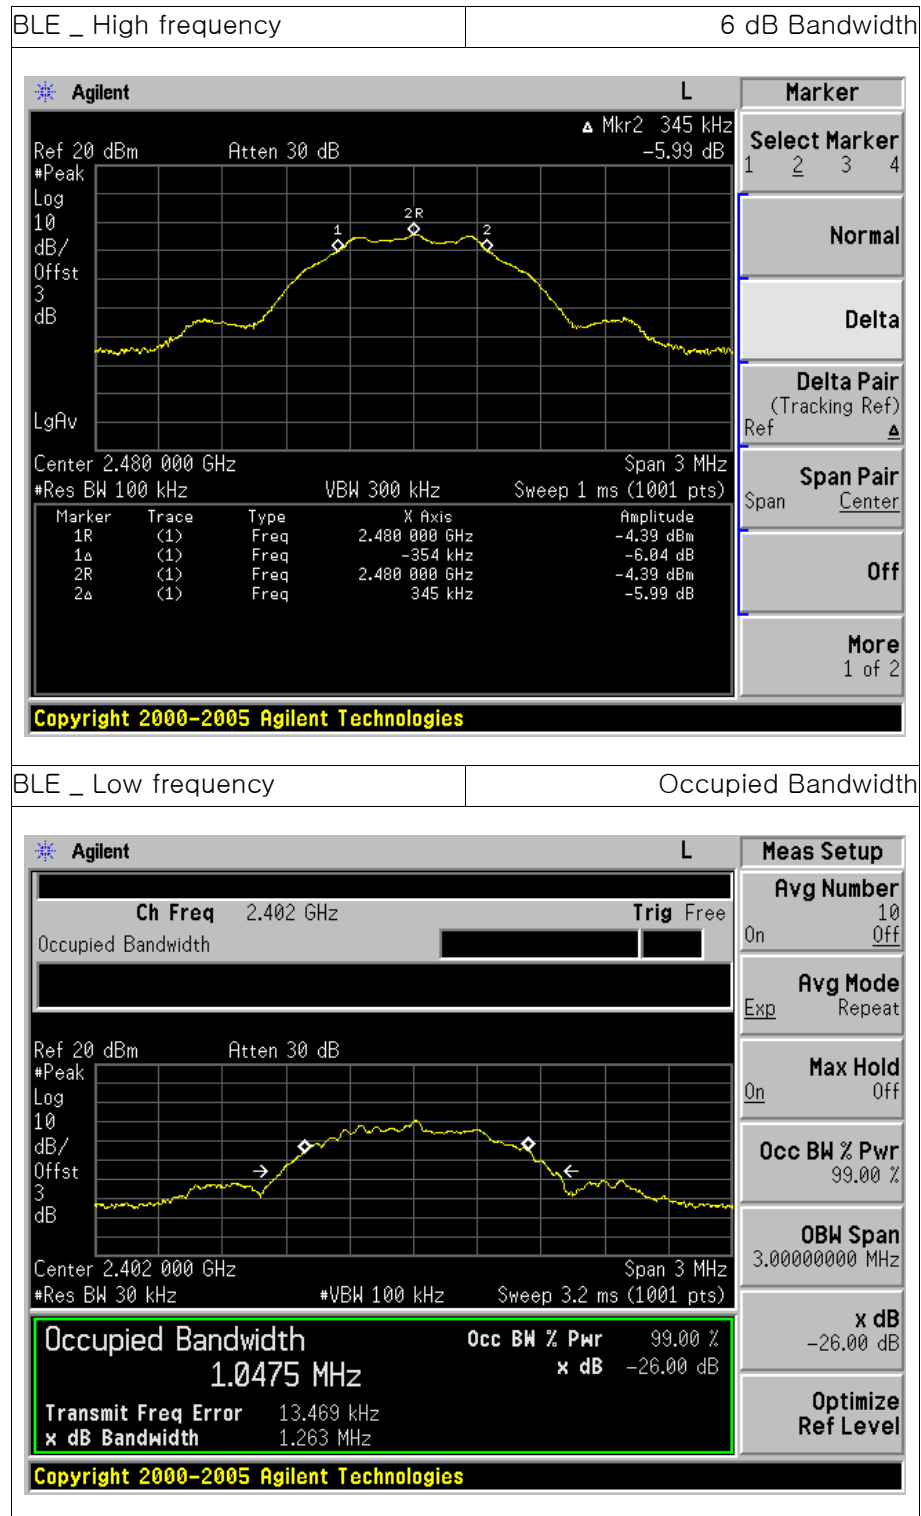 BLE _ High frequency 6 dB Bandwidth
Agilent L Marker
Δ Mkr2 345 kHz
Ref 20 dBm Atten 30 dB -5.99 dB
#Peak
Log
10
dB/
Offst
3
dB
LgAv
1
2R
2
Center 2.480 000 GHz Span 3 MHz
#Res BW 100 kHz VBW 300 kHz Sweep 1 ms (1001 pts)
Marker Trace Type X Axis Amplitude
1R (1) Freq 2.480 000 GHz -4.39 dBm
1Δ (1) Freq -354 kHz -6.04 dB
2R (1) Freq 2.480 000 GHz -4.39 dBm
2Δ (1) Freq 345 kHz -5.99 dB
Select Marker
1 2 3 4
Normal
Delta
Delta Pair
(Tracking Ref)
Ref Δ
Span Pair
Span Center
Off
More
1 of 2
Copyright 2000-2005 Agilent Technologies
BLE _ Low frequency Occupied Bandwidth
Agilent L Meas Setup
Ch Freq 2.402 GHz Trig Free
Occupied Bandwidth
Ref 20 dBm Atten 30 dB
#Peak
Log
10
dB/
Offst
3
dB
Center 2.402 000 GHz Span 3 MHz
#Res BW 30 kHz #VBW 100 kHz Sweep 3.2 ms (1001 pts)
Occupied Bandwidth Occ BW % Pwr 99.00 %
1.0475 MHz x dB -26.00 dB
Transmit Freq Error 13.469 kHz
x dB Bandwidth 1.263 MHz
Avg Number
10
On Off
Avg Mode
Exp Repeat
Max Hold
On Off
Occ BW % Pwr
99.00 %
OBW Span
3.00000000 MHz
x dB
-26.00 dB
Optimize
Ref Level
Copyright 2000-2005 Agilent Technologies